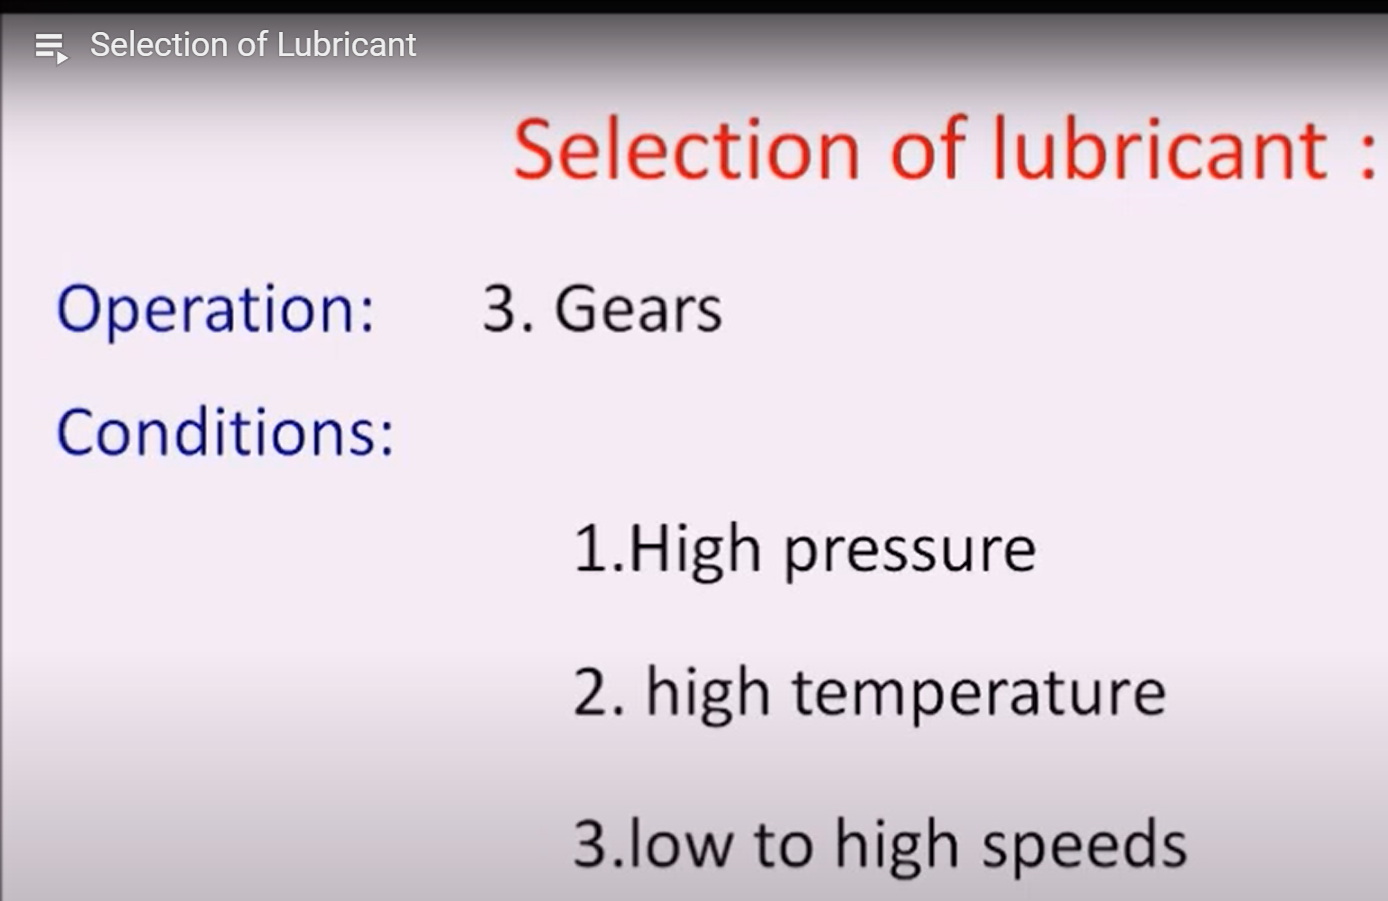 Selection of Lubricant
Selection of lubricant :
Operation: 3. Gears
Conditions:
1.High pressure
2. high temperature
3.low to high speeds